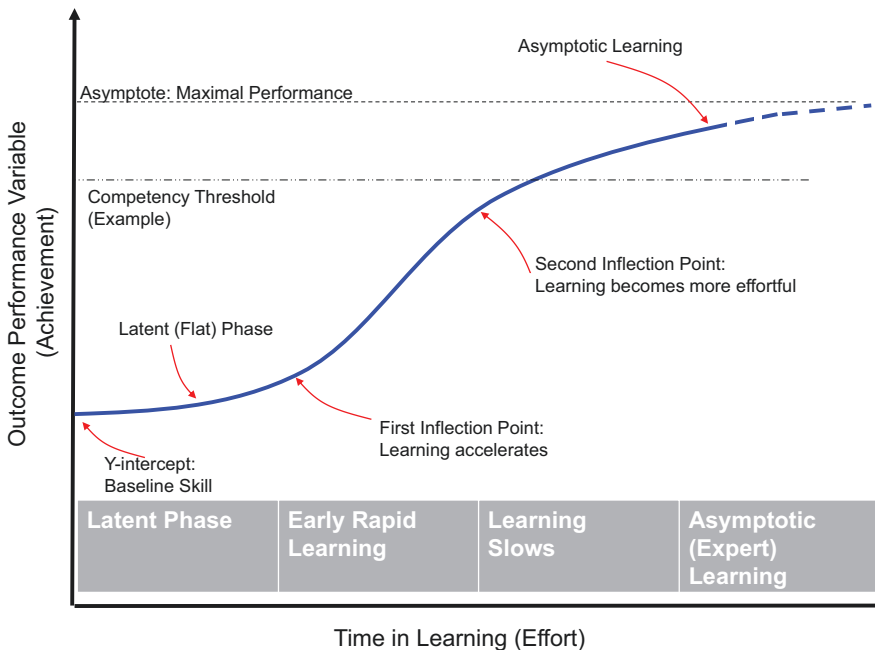 Asymptotic Learning
Asymptote: Maximal Performance
Competency Threshold
(Example)
Second Inflection Point:
Learning becomes more effortful
Latent (Flat) Phase
First Inflection Point:
Learning accelerates
Y-intercept:
Baseline Skill
Outcome Performance Variable
(Achievement)
Latent Phase
Early Rapid
Learning
Learning
Slows
Asymptotic
(Expert)
Learning
Time in Learning (Effort)